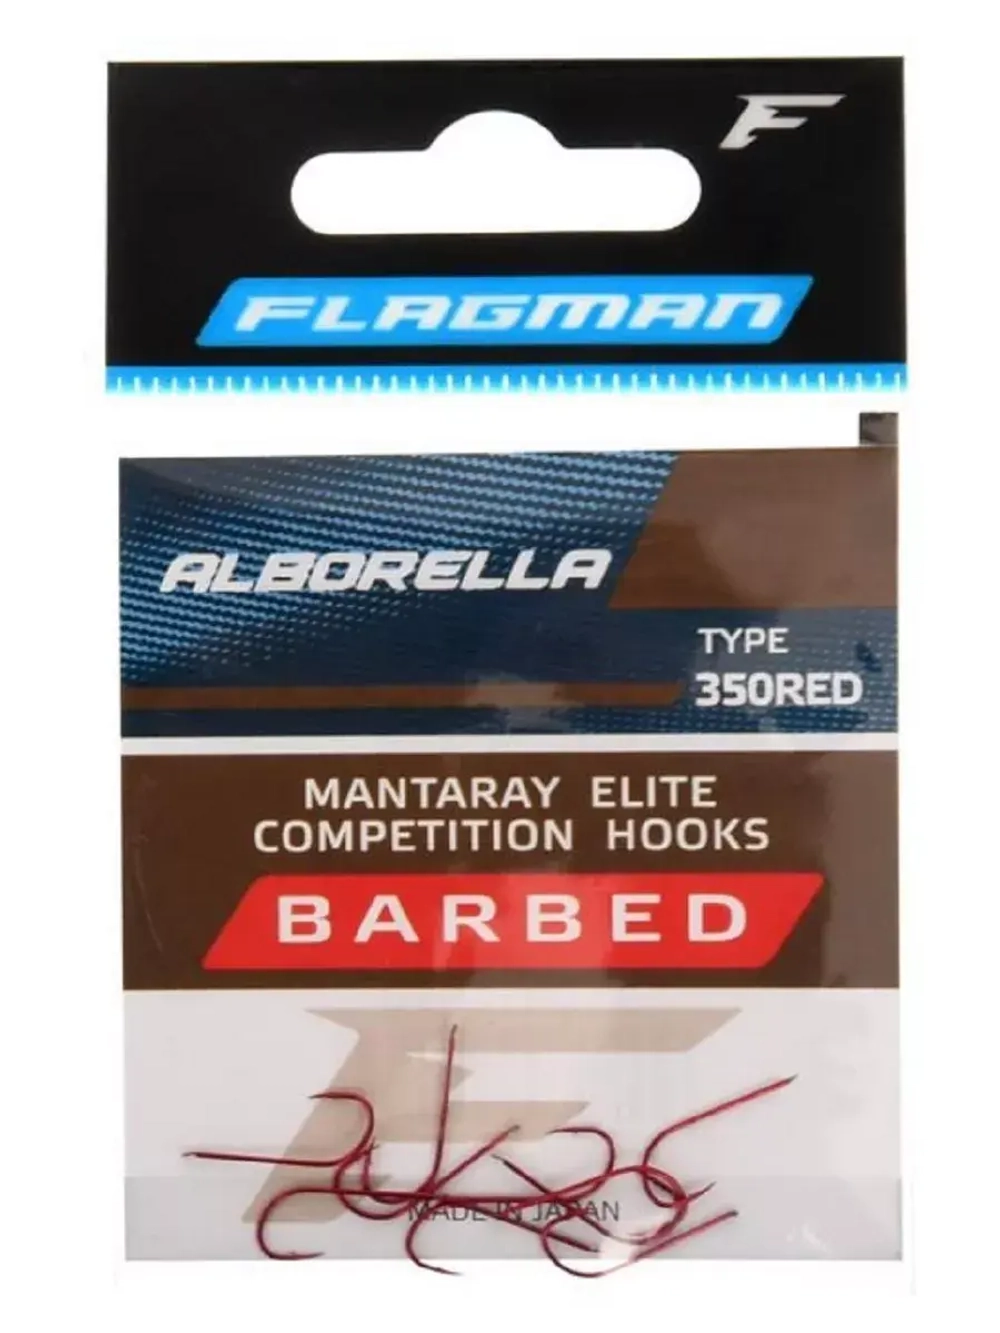 FLAGMAN
ALBORELLA
TYPE
350RED
MANTARAY ELITE
COMPETITION HOOKS
BARBED
MADE IN JAPAN